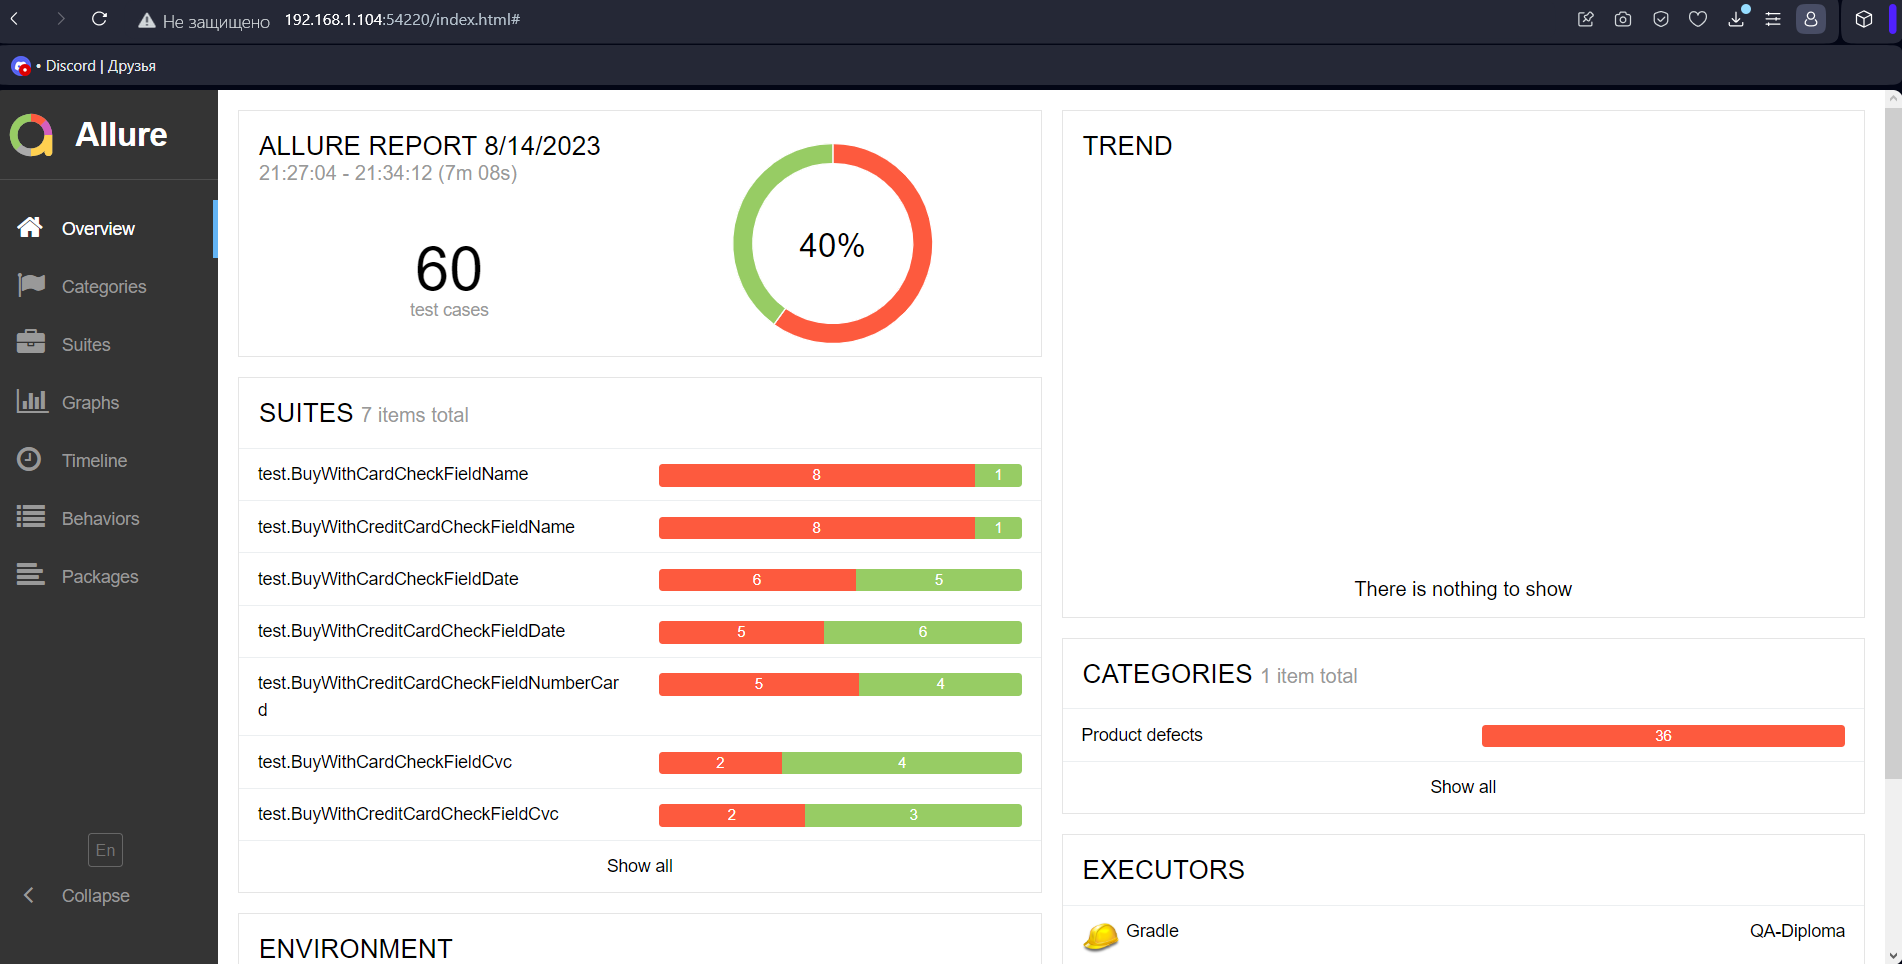 Не защищено 192.168.1.104:54220/index.html#
• Discord | Друзья
Allure
Overview
Categories
Suites
Graphs
Timeline
Behaviors
Packages
En
Collapse
ALLURE REPORT 8/14/2023
21:27:04 - 21:34:12 (7m 08s)
60
test cases
40%
SUITES 7 items total
test.BuyWithCardCheckFieldName 8 1
test.BuyWithCreditCardCheckFieldName 8 1
test.BuyWithCardCheckFieldDate 6 5
test.BuyWithCreditCardCheckFieldDate 5 6
test.BuyWithCreditCardCheckFieldNumberCar 5 4
d
test.BuyWithCardCheckFieldCvc 2 4
test.BuyWithCreditCardCheckFieldCvc 2 3
Show all
ENVIRONMENT
TREND
There is nothing to show
CATEGORIES 1 item total
Product defects 36
Show all
EXECUTORS
Gradle QA-Diploma